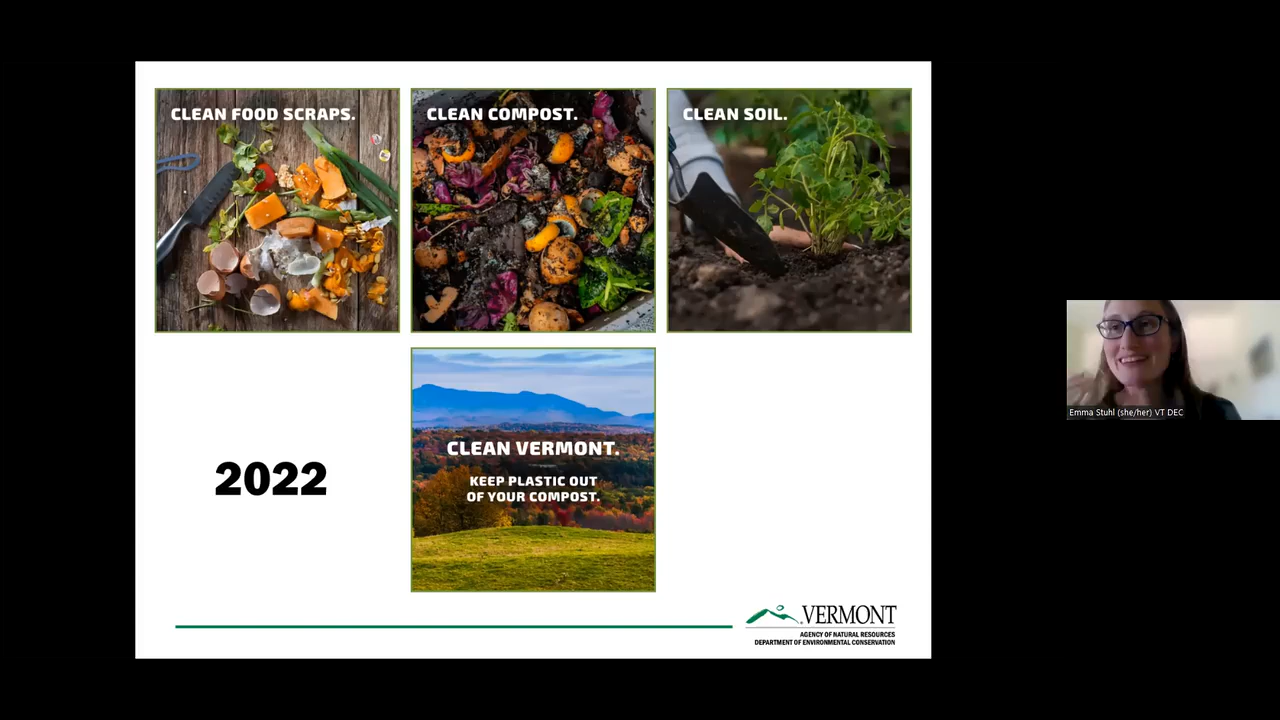 CLEAN FOOD SCRAPS.
CLEAN COMPOST.
CLEAN SOIL.
2022
CLEAN VERMONT.
KEEP PLASTIC OUT
OF YOUR COMPOST.
VERMONT
AGENCY OF NATURAL RESOURCES
DEPARTMENT OF ENVIRONMENTAL CONSERVATION
Emma Stuhl (she/her) VT DEC